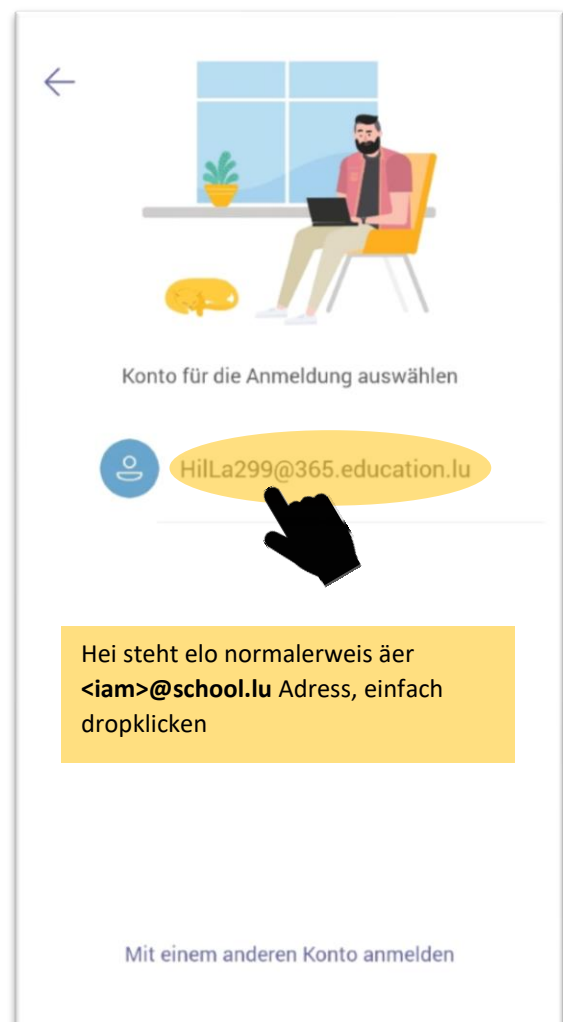 Konto für die Anmeldung auswählen
HilLa299@365.education.lu
Hei steht elo normalerweis äer
<iam>@school.lu Adress, einfach
dropklicken
Mit einem anderen Konto anmelden